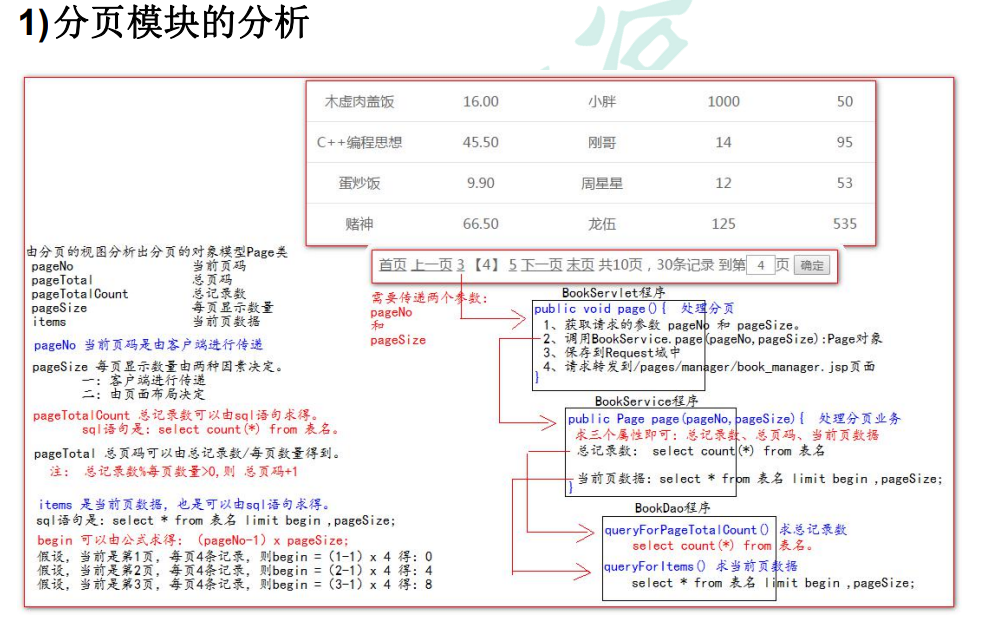 1)分页模块的分析
木虚肉盖饭 16.00 小胖 1000 50
C++编程思想 45.50 刚哥 14 95
蛋炒饭 9.90 周星星 12 53
赌神 66.50 龙伍 125 535
首页 上一页 3 【4】 5 下一页 末页 共10页，30条记录 到第 4 页 确定
由分页的视图分析出分页的对象模型Page类
pageNo 当前页码
pageTotal 总页码
pageTotalCount 总记录数
pageSize 每页显示数量
items 当前页数据
pageNo 当前页码是由客户端进行传递
pageSize 每页显示数量由两种因素决定。
一: 客户端进行传递
二: 由页面布局决定
pageTotalCount 总记录数可以由sql语句求得。
sql语句是: select count(*) from 表名。
pageTotal 总页码可以由总记录数/每页数量得到。
注: 总记录数%每页数量>0,则 总页码+1
items 是当前页数据, 也是可以由sql语句求得。
sql语句是: select * from 表名 limit begin ,pageSize;
begin 可以由公式求得: (pageNo-1) x pageSize;
假设, 当前是第1页, 每页4条记录, 则begin = (1-1) x 4 得: 0
假设, 当前是第2页, 每页4条记录, 则begin = (2-1) x 4 得: 4
假设, 当前是第3页, 每页4条记录, 则begin = (3-1) x 4 得: 8
需要传递两个参数:
pageNo
和
pageSize
BookServlet程序
public void page(){ 处理分页
1、获取请求的参数 pageNo 和 pageSize。
2、调用BookService.page(pageNo,pageSize):Page对象
3、保存到Request域中
4、请求转发到/pages/manager/book_manager.jsp页面
}
BookService程序
public Page page(pageNo,pageSize){ 处理分页业务
求三个属性即可: 总记录数、总页码、当前页数据
总记录数: select count(*) from 表名
当前页数据: select * from 表名 limit begin ,pageSize;
}
BookDao程序
queryForPageTotalCount() 求总记录数
select count(*) from 表名。
queryForItems() 求当前页数据
select * from 表名 limit begin ,pageSize;